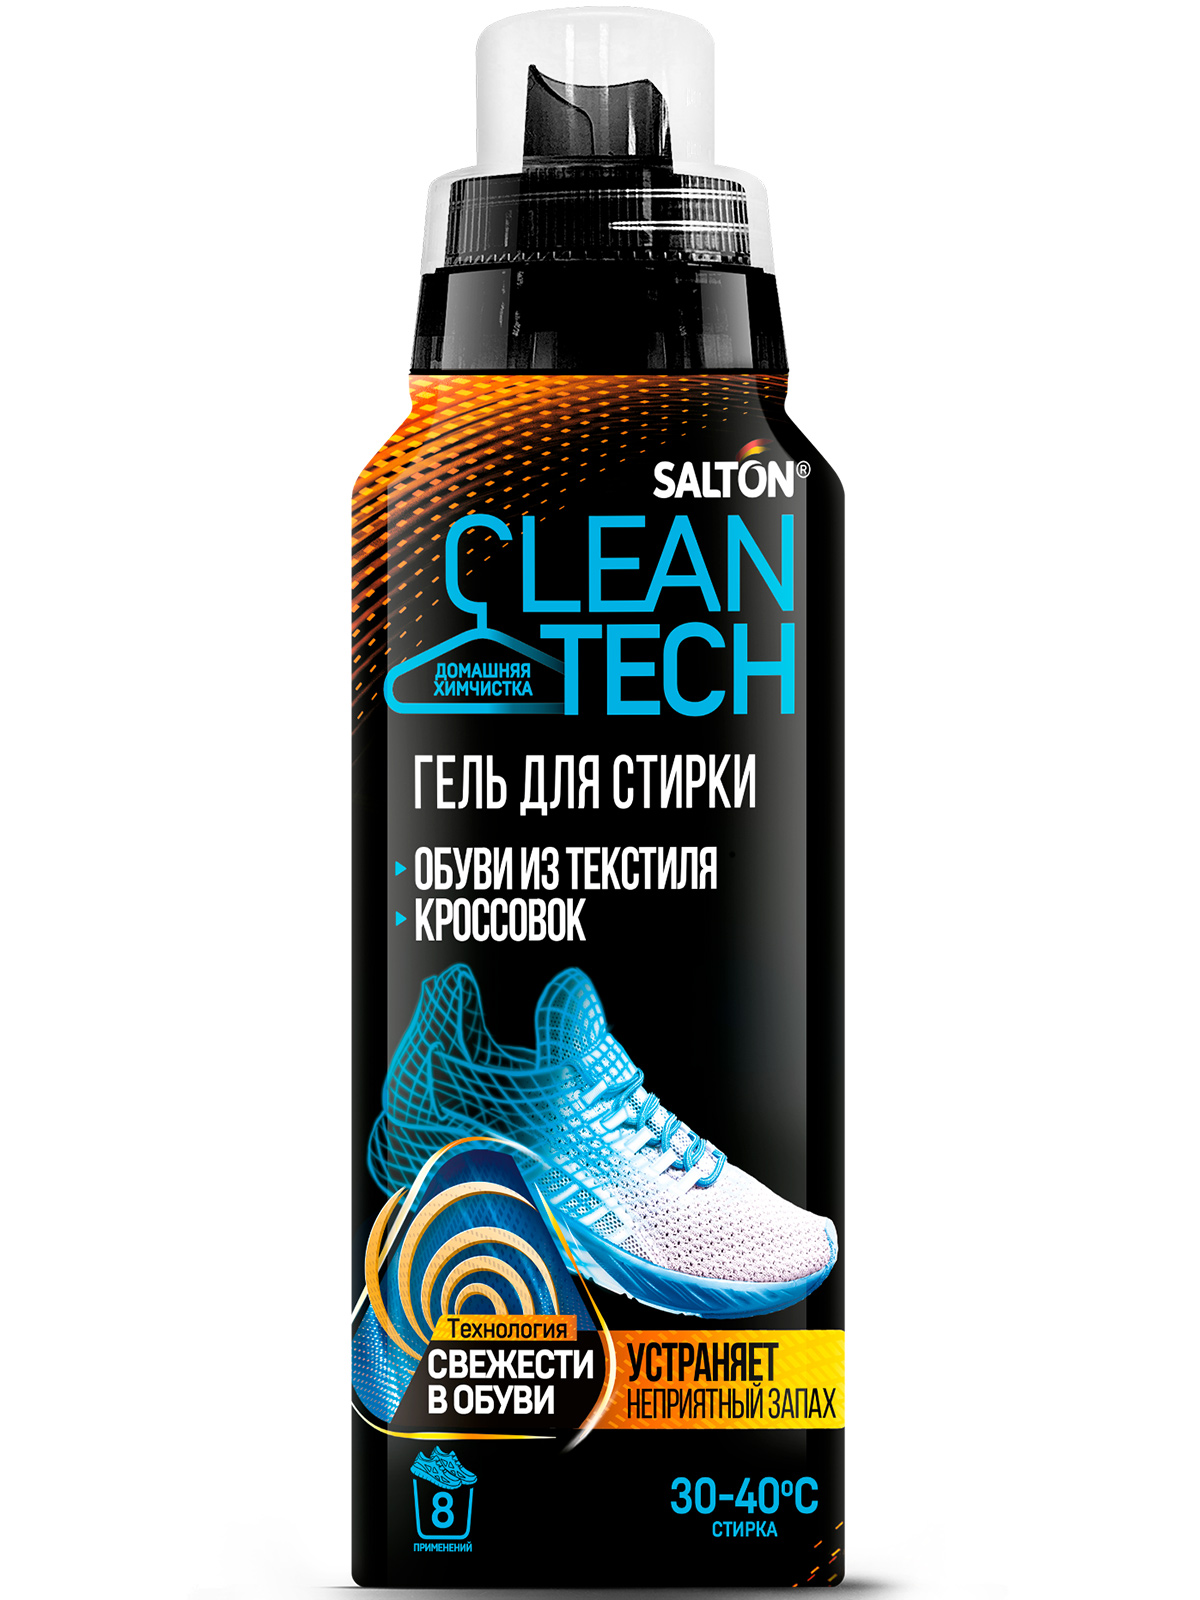 SALTON®
CLEAN
TECH
ДОМАШНЯЯ
ХИМЧИСТКА
ГЕЛЬ ДЛЯ СТИРКИ
ОБУВИ ИЗ ТЕКСТИЛЯ
КРОССОВОК
Технология
СВЕЖЕСТИ
В ОБУВИ
УСТРАНЯЕТ
НЕПРИЯТНЫЙ ЗАПАХ
8
ПРИМЕНЕНИЙ
30-40ºC
СТИРКА